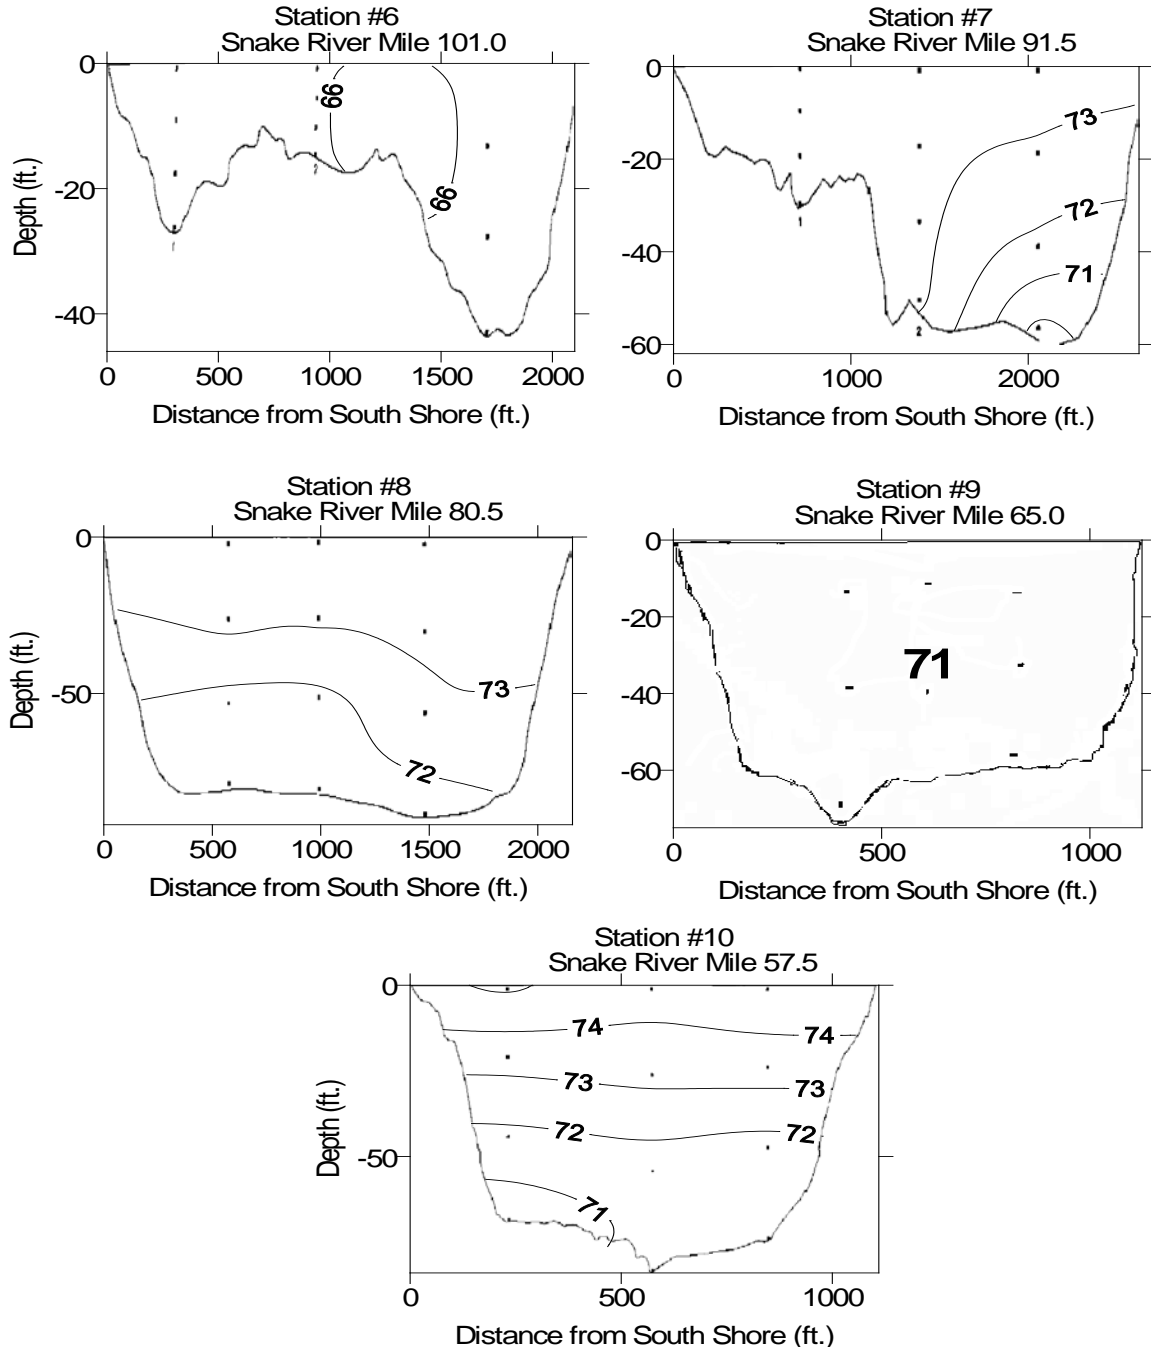 Station #6
Snake River Mile 101.0
0
-20
-40
Depth (ft.)
66
66
0 500 1000 1500 2000
Distance from South Shore (ft.)
Station #7
Snake River Mile 91.5
0
-20
-40
-60
73
72
71
0 1000 2000
Distance from South Shore (ft.)
Station #8
Snake River Mile 80.5
0
-50
Depth (ft.)
73
72
0 500 1000 1500 2000
Distance from South Shore (ft.)
Station #9
Snake River Mile 65.0
0
-20
-40
-60
71
0 500 1000
Distance from South Shore (ft.)
Station #10
Snake River Mile 57.5
0
-50
Depth (ft.)
74 74
73 73
72 72
71
0 500 1000
Distance from South Shore (ft.)